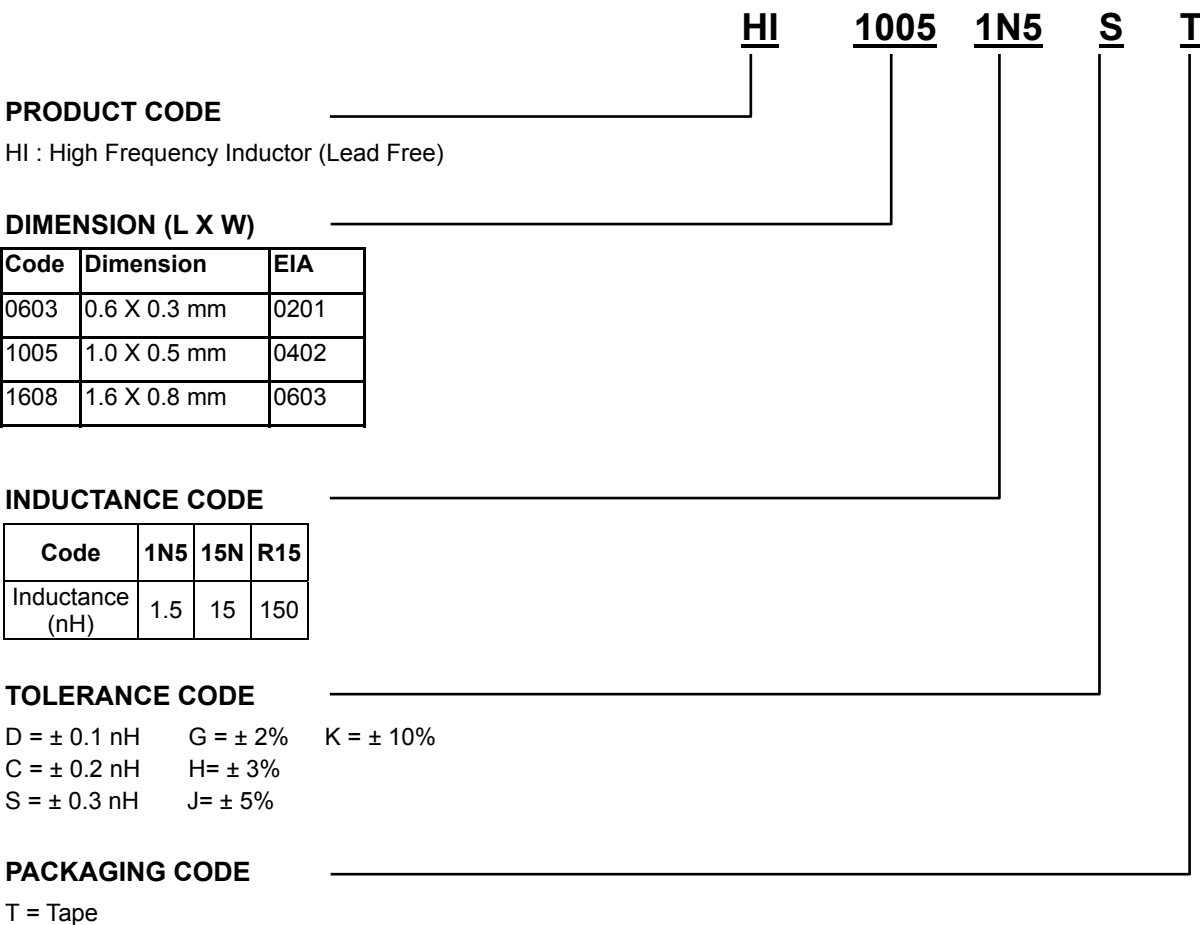 HI 1005 1N5 S T
PRODUCT CODE
HI : High Frequency Inductor (Lead Free)
DIMENSION (L X W)
Code Dimension EIA
0603 0.6 X 0.3 mm 0201
1005 1.0 X 0.5 mm 0402
1608 1.6 X 0.8 mm 0603
INDUCTANCE CODE
Code 1N5 15N R15
Inductance
(nH) 1.5 15 150
TOLERANCE CODE
D = ± 0.1 nH G = ± 2% K = ± 10%
C = ± 0.2 nH H= ± 3%
S = ± 0.3 nH J= ± 5%
PACKAGING CODE
T = Tape